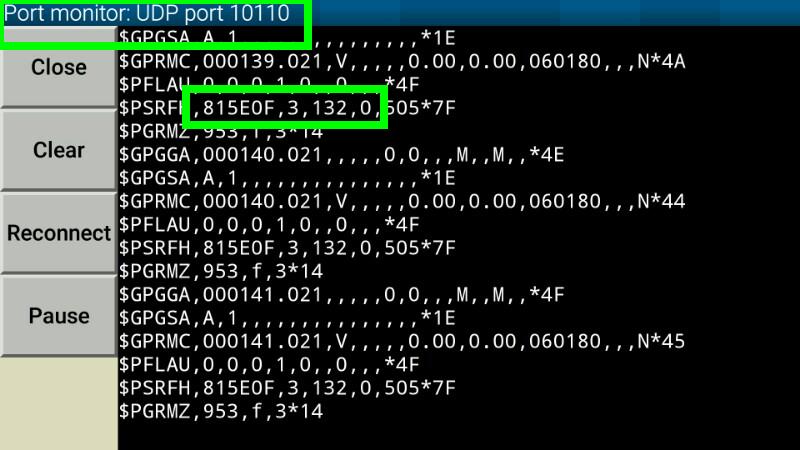 Port monitor: UDP port 10110
Close
Clear
Reconnect
Pause
$GPGSA,A,1,,,,,,,,,,,,,,,*1E
$GPRMC,000139.021,V,,,,,0.00,0.00,060180,,,N*4A
$PFLAU,0,0,0,1,0,,0,,,*4F
$PSRFH,815E0F,3,132,0,505*7F
$PGRMZ,953,f,3*14
$GPGGA,000140.021,,,,,0,0,,,M,,M,,*4E
$GPGSA,A,1,,,,,,,,,,,,,,,*1E
$GPRMC,000140.021,V,,,,,0.00,0.00,060180,,,N*44
$PFLAU,0,0,0,1,0,,0,,,*4F
$PSRFH,815E0F,3,132,0,505*7F
$PGRMZ,953,f,3*14
$GPGGA,000141.021,,,,,0,0,,,M,,M,,*4F
$GPGSA,A,1,,,,,,,,,,,,,,,*1E
$GPRMC,000141.021,V,,,,,0.00,0.00,060180,,,N*45
$PFLAU,0,0,0,1,0,,0,,,*4F
$PSRFH,815E0F,3,132,0,505*7F
$PGRMZ,953,f,3*14